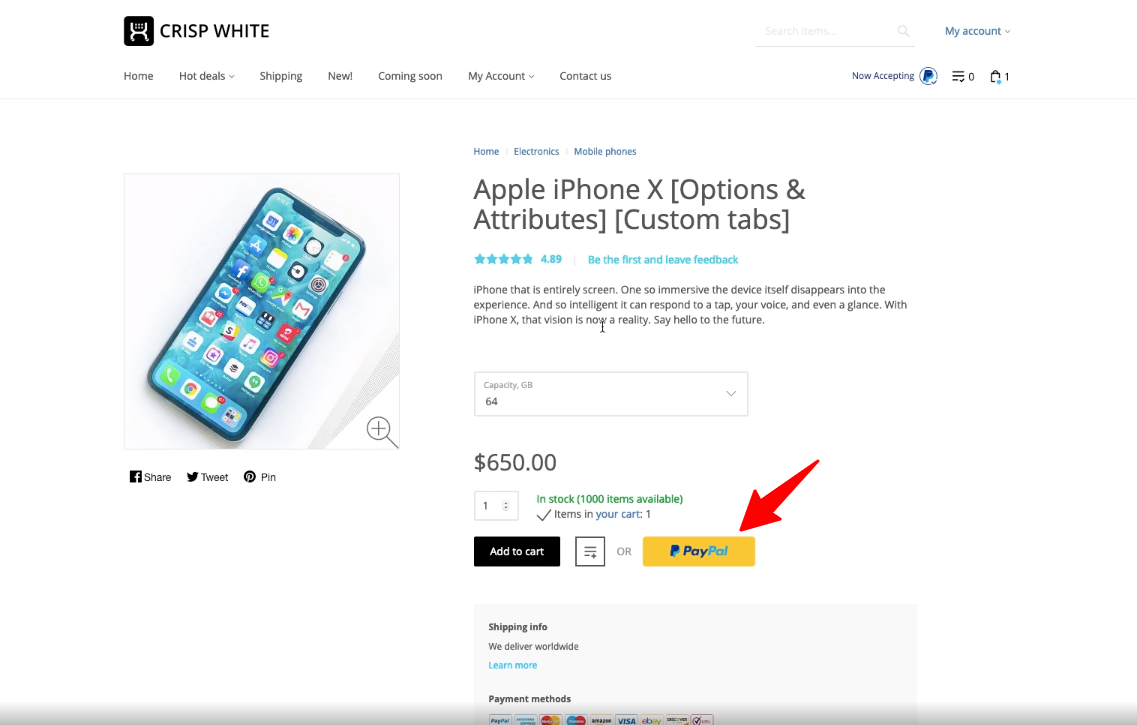 CRISP WHITE
Search items...
My account
Home
Hot deals
Shipping
New!
Coming soon
My Account
Contact us
Now Accepting
0
1
Home
Electronics
Mobile phones
Apple iPhone X [Options &
Attributes] [Custom tabs]
4.89
Be the first and leave feedback
iPhone that is entirely screen. One so immersive the device itself disappears into the
experience. And so intelligent it can respond to a tap, your voice, and even a glance. With
iPhone X, that vision is now a reality. Say hello to the future.
Capacity, GB
64
$650.00
1
In stock (1000 items available)
Items in your cart: 1
Add to cart
OR
PayPal
Share
Tweet
Pin
Shipping info
We deliver worldwide
Learn more
Payment methods
PayPal
amazon
VISA
ebay
DISCOVER